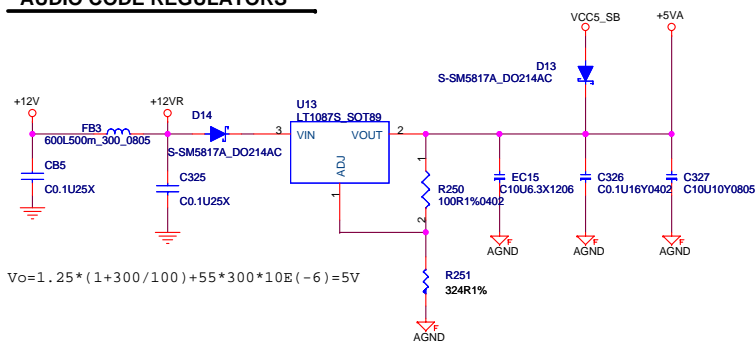 AUDIO CODE REGULATORS
VCC5_SB
+5VA
D13
S-SM5817A_DO214AC
+12V
+12VR
D14
U13
LT1087S_SOT89
FB3
600L500m_300_0805
S-SM5817A_DO214AC
3
VIN
VOUT
2
ADJ
1
CB5
C0.1U25X
C325
C0.1U25X
1
R250
100R1%0402
2
EC15
C10U6.3X1206
C326
C0.1U16Y0402
C327
C10U10Y0805
F
AGND
F
AGND
F
AGND
Vo=1.25*(1+300/100)+55*300*10E(-6)=5V
R251
324R1%
F
AGND